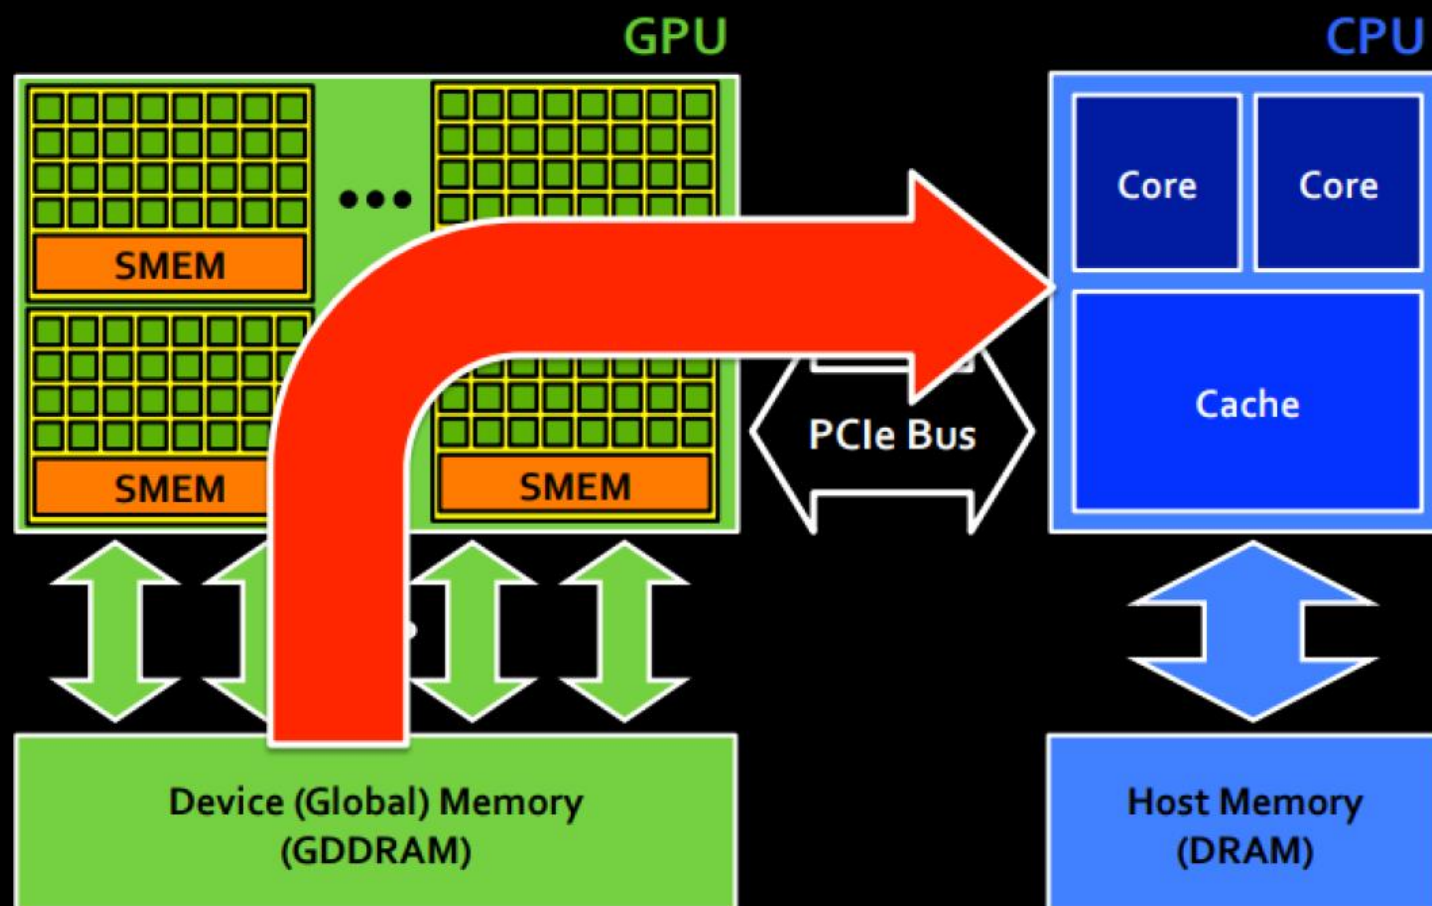 GPU
CPU
SMEM
SMEM
SMEM
PCIe Bus
Core
Core
Cache
Device (Global) Memory
(GDDRAM)
Host Memory
(DRAM)